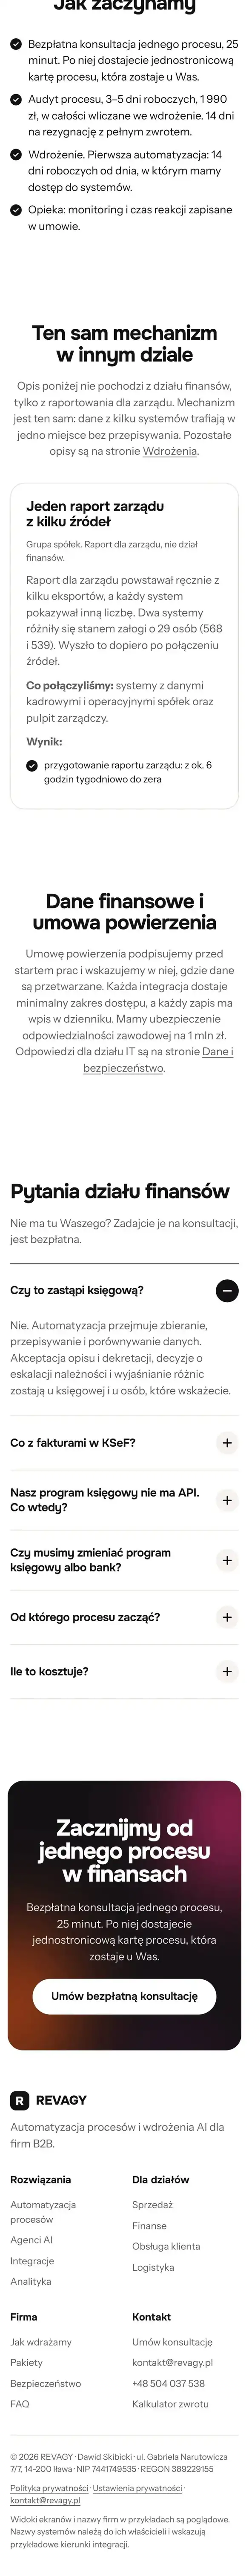 Jak zaczynamy
Bezpłatna konsultacja jednego procesu, 25
minut. Po niej dostajecie jednostronicową
kartę procesu, która zostaje u Was.
Audyt procesu, 3–5 dni roboczych, 1 990
zł, w całości wliczane we wdrożenie. 14 dni
na rezygnację z pełnym zwrotem.
Wdrożenie. Pierwsza automatyzacja: 14
dni roboczych od dnia, w którym mamy
dostęp do systemów.
Opieka: monitoring i czas reakcji zapisane
w umowie.
Ten sam mechanizm
w innym dziale
Opis poniżej nie pochodzi z działu finansów,
tylko z raportowania dla zarządu. Mechanizm
jest ten sam: dane z kilku systemów trafiają w
jedno miejsce bez przepisywania. Pozostałe
opisy są na stronie Wdrożenia.
Jeden raport zarządu
z kilku źródeł
Grupa spółek. Raport dla zarządu, nie dział
finansów.
Raport dla zarządu powstawał ręcznie z
kilku eksportów, a każdy system
pokazywał inną liczbę. Dwa systemy
różniły się stanem załogi o 29 osób (568
i 539). Wyszło to dopiero po połączeniu
źródeł.
Co połączyliśmy: systemy z danymi
kadrowymi i operacyjnymi spółek oraz
pulpit zarządczy.
Wynik:
przygotowanie raportu zarządu: z ok. 6
godzin tygodniowo do zera
Dane finansowe i
umowa powierzenia
Umowę powierzenia podpisujemy przed
startem prac i wskazujemy w niej, gdzie dane
są przetwarzane. Każda integracja dostaje
minimalny zakres dostępu, a każdy zapis ma
wpis w dzienniku. Mamy ubezpieczenie
odpowiedzialności zawodowej na 1 mln zł.
Odpowiedzi dla działu IT są na stronie Dane i
bezpieczeństwo.
Pytania działu finansów
Nie ma tu Waszego? Zadajcie je na konsultacji,
jest bezpłatna.
Czy to zastąpi księgową?
Nie. Automatyzacja przejmuje zbieranie,
przepisywanie i porównywanie danych.
Akceptacja opisu i dekretacji, decyzje o
eskalacji należności i wyjaśnianie różnic
zostają u księgowej i u osób, które wskażecie.
Co z fakturami w KSeF?
Nasz program księgowy nie ma API.
Co wtedy?
Czy musimy zmieniać program
księgowy albo bank?
Od którego procesu zacząć?
Ile to kosztuje?
Zacznijmy od
jednego procesu
w finansach
Bezpłatna konsultacja jednego procesu,
25 minut. Po niej dostajecie
jednostronicową kartę procesu, która
zostaje u Was.
Umów bezpłatną konsultację
R REVAGY
Automatyzacja procesów i wdrożenia AI dla
firm B2B.
Rozwiązania
Automatyzacja
procesów
Agenci AI
Integracje
Analityka
Dla działów
Sprzedaż
Finanse
Obsługa klienta
Logistyka
Firma
Jak wdrażamy
Pakiety
Bezpieczeństwo
FAQ
Kontakt
Umów konsultację
kontakt@revagy.pl
+48 504 037 538
Kalkulator zwrotu
© 2026 REVAGY · Dawid Skibicki · ul. Gabriela Narutowicza
7/7, 14-200 Iława · NIP 7441749535 · REGON 389229155
Polityka prywatności · Ustawienia prywatności ·
kontakt@revagy.pl
Widoki ekranów i nazwy firm w przykładach są poglądowe.
Nazwy systemów należą do ich właścicieli i wskazują
przykładowe kierunki integracji.